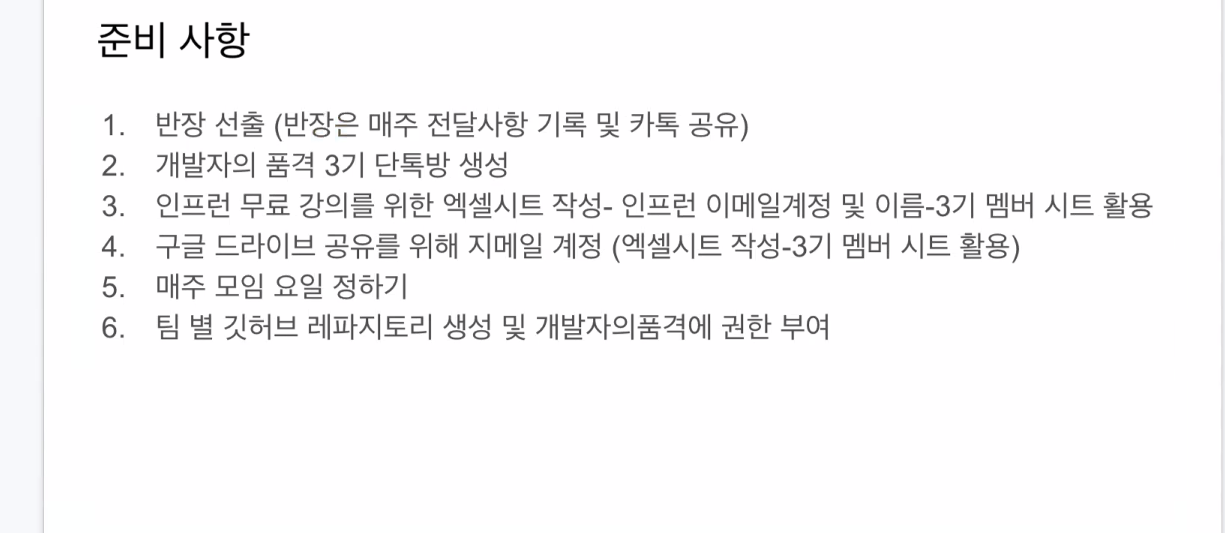 준비 사항
1. 반장 선출 (반장은 매주 전달사항 기록 및 카톡 공유)
2. 개발자의 품격 3기 단톡방 생성
3. 인프런 무료 강의를 위한 엑셀시트 작성- 인프런 이메일계정 및 이름-3기 멤버 시트 활용
4. 구글 드라이브 공유를 위해 지메일 계정 (엑셀시트 작성-3기 멤버 시트 활용)
5. 매주 모임 요일 정하기
6. 팀 별 깃허브 레파지토리 생성 및 개발자의품격에 권한 부여